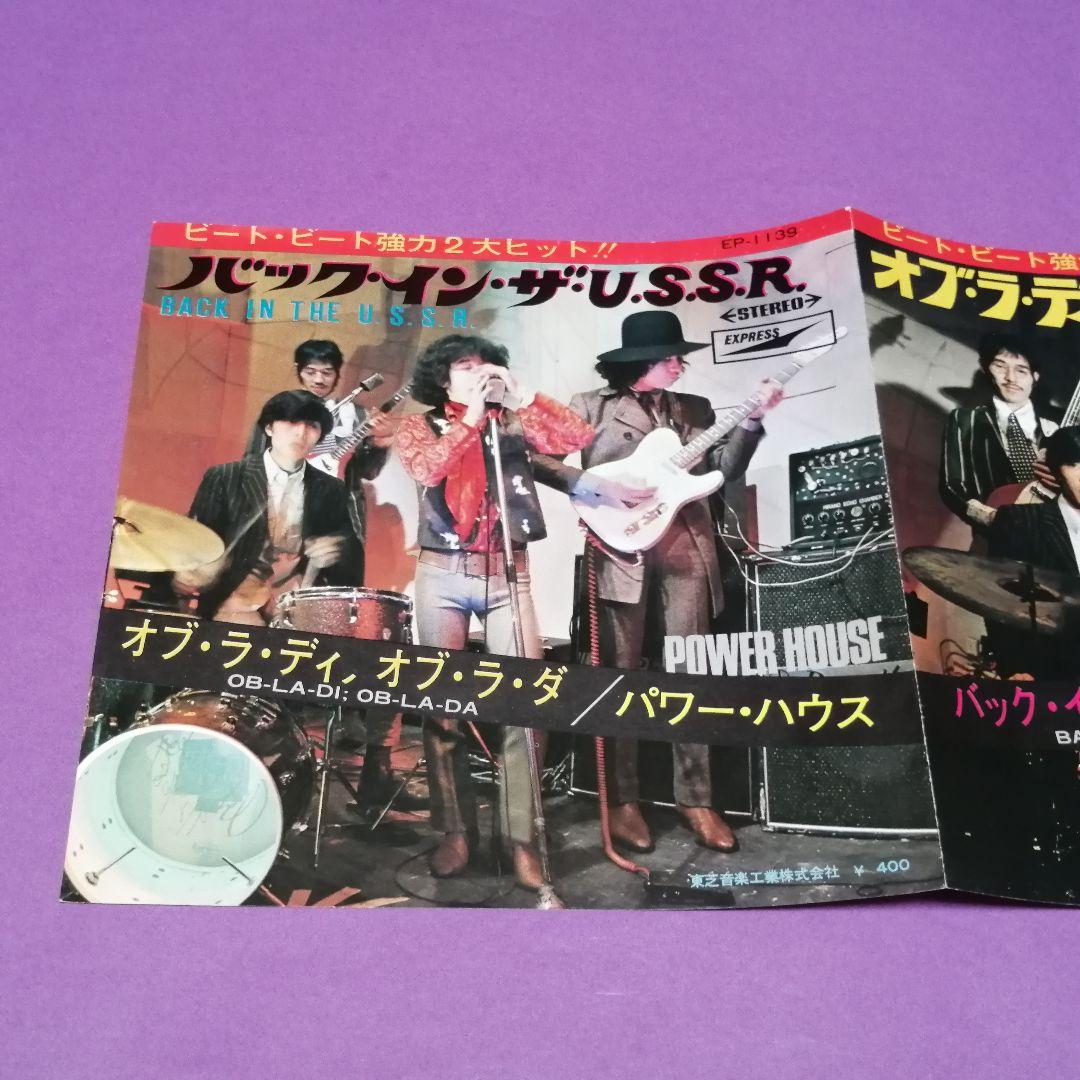 ビート・ビート強力2大ヒット!!
EP-1139
バック・イン・ザ・U.S.S.R.
BACK IN THE U.S.S.R.
STEREO
EXPRESS
POWER HOUSE
オブ・ラ・ディ, オブ・ラ・ダ／パワー・ハウス
OB-LA-DI; OB-LA-DA
東芝音楽工業株式会社 ¥ 400
ビート・ビート強
オブ・ラ・デ
バック・イ
BA